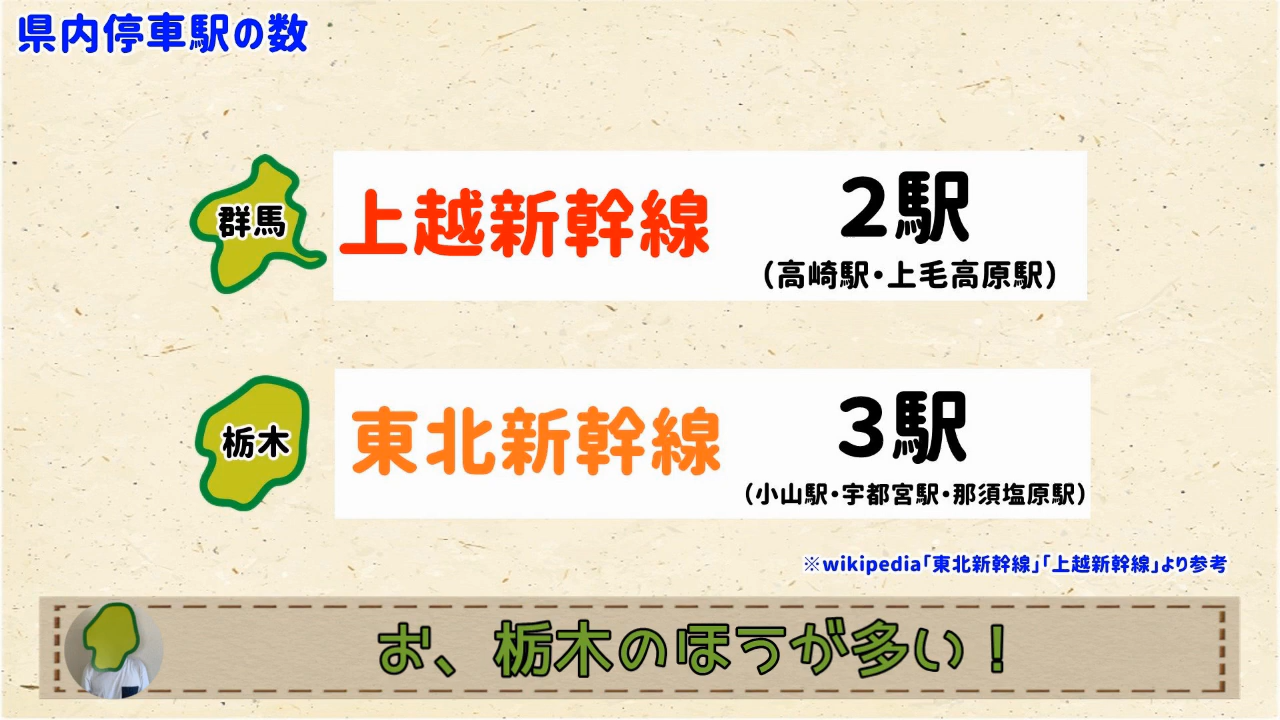 県内停車駅の数
群馬
上越新幹線
2駅
(高崎駅・上毛高原駅)
栃木
東北新幹線
3駅
(小山駅・宇都宮駅・那須塩原駅)
※wikipedia「東北新幹線」「上越新幹線」より参考
お、栃木のほうが多い！